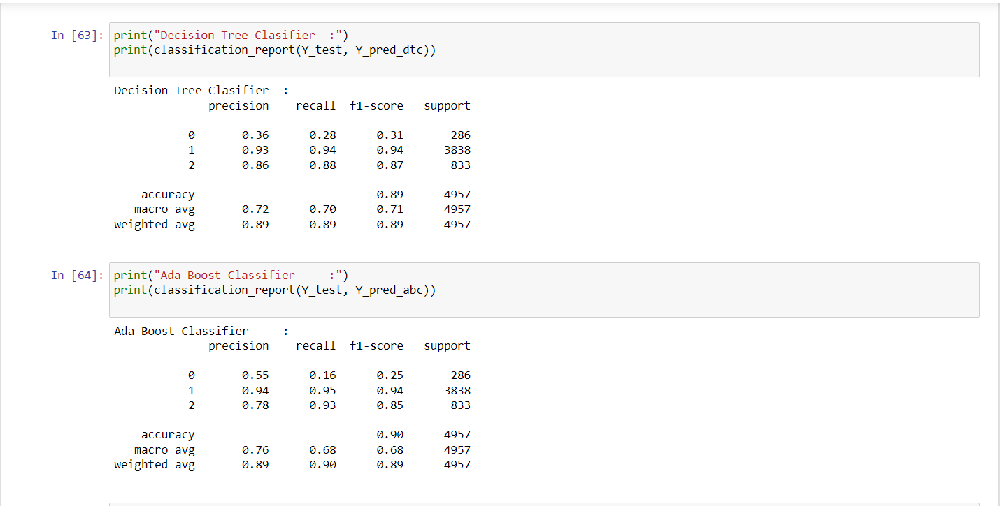 In [63]: print("Decision Tree Clasifier  :")
print(classification_report(Y_test, Y_pred_dtc))
Decision Tree Clasifier  :
              precision    recall  f1-score   support
           0       0.36      0.28      0.31       286
           1       0.93      0.94      0.94      3838
           2       0.86      0.88      0.87       833
    accuracy                           0.89      4957
   macro avg       0.72      0.70      0.71      4957
weighted avg       0.89      0.89      0.89      4957
In [64]: print("Ada Boost Classifier     :")
print(classification_report(Y_test, Y_pred_abc))
Ada Boost Classifier     :
              precision    recall  f1-score   support
           0       0.55      0.16      0.25       286
           1       0.94      0.95      0.94      3838
           2       0.78      0.93      0.85       833
    accuracy                           0.90      4957
   macro avg       0.76      0.68      0.68      4957
weighted avg       0.89      0.90      0.89      4957